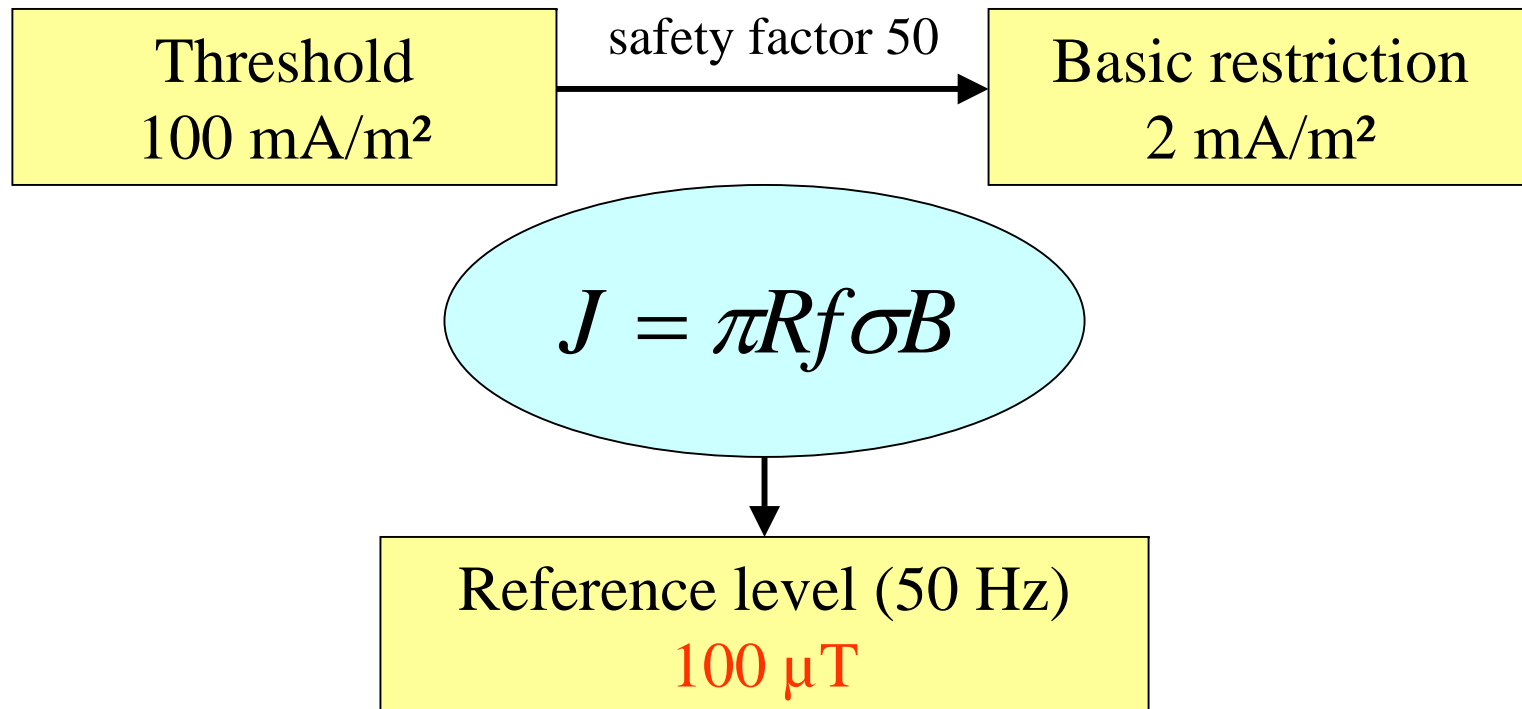 Threshold
100 mA/m²
safety factor 50
Basic restriction
2 mA/m²
J = πRfσB
Reference level (50 Hz)
100 µT